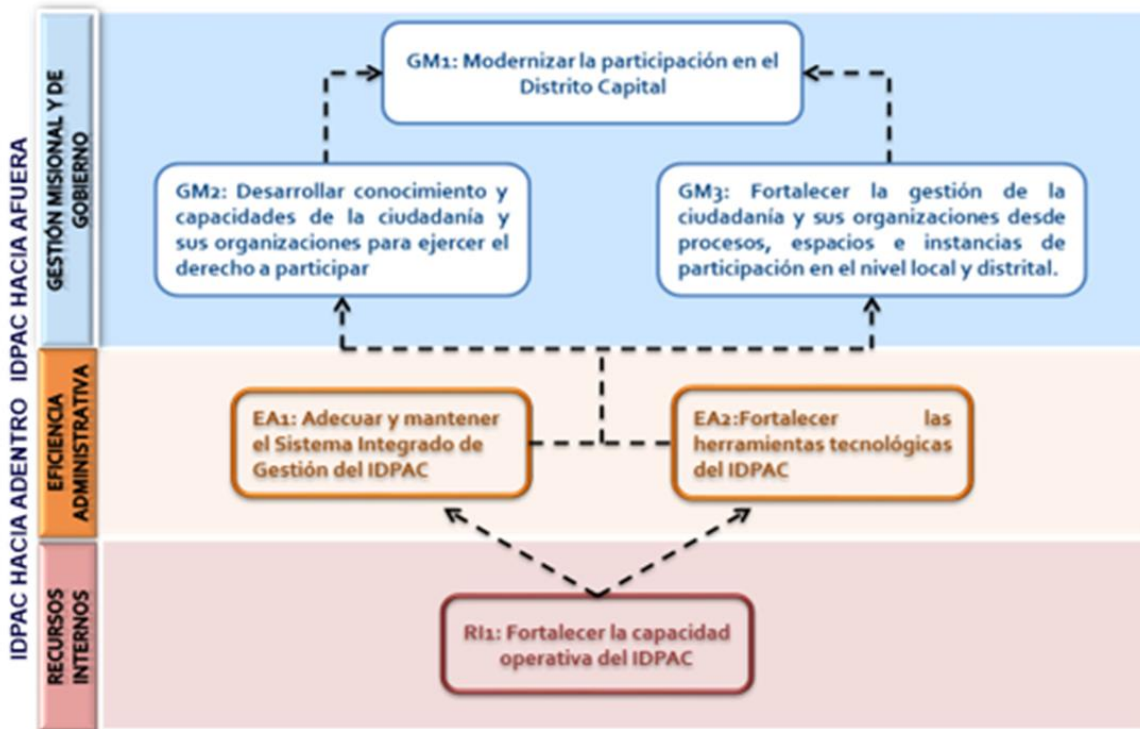 IDPAC HACIA ADENTRO   IDPAC HACIA AFUERA
GESTIÓN MISIONAL Y DE
GOBIERNO
GM1: Modernizar la participación en el
Distrito Capital
GM2: Desarrollar conocimiento y
capacidades de la ciudadanía y
sus organizaciones para ejercer el
derecho a participar
GM3: Fortalecer la gestión de la
ciudadanía y sus organizaciones desde
procesos, espacios e instancias de
participación en el nivel local y distrital.
EFICIENCIA
ADMINISTRATIVA
EA1: Adecuar y mantener
el Sistema Integrado de
Gestión del IDPAC
EA2:Fortalecer las
herramientas tecnológicas
del IDPAC
RECURSOS
INTERNOS
RI1: Fortalecer la capacidad
operativa del IDPAC